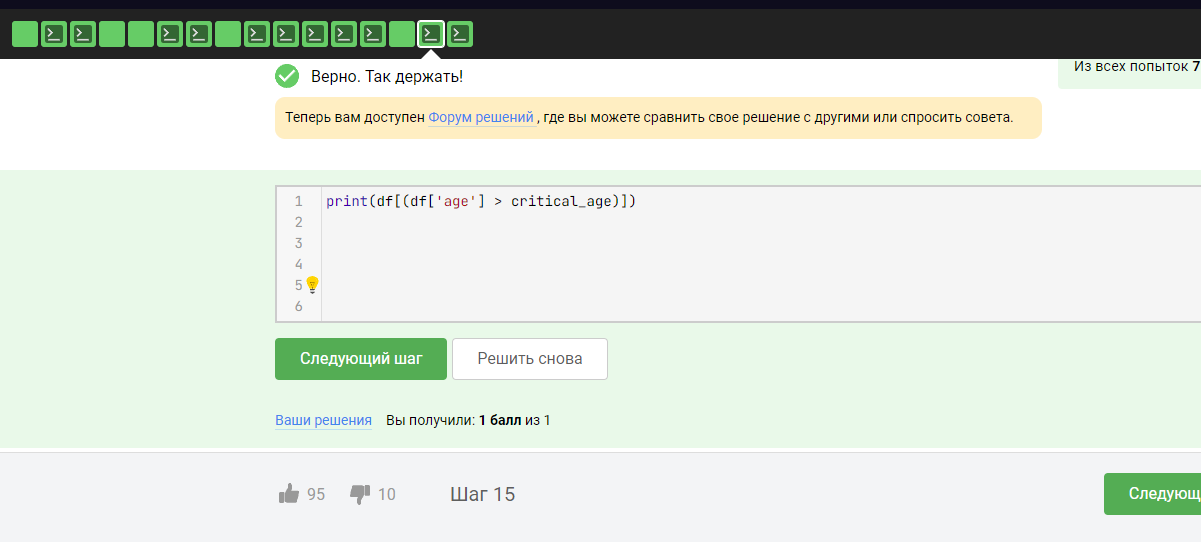 Верно. Так держать!
Из всех попыток 7
Теперь вам доступен Форум решений , где вы можете сравнить свое решение с другими или спросить совета.
1 print(df[(df['age'] > critical_age)])
2
3
4
5
6
Следующий шаг
Решить снова
Ваши решения Вы получили: 1 балл из 1
95 10 Шаг 15
Следующ